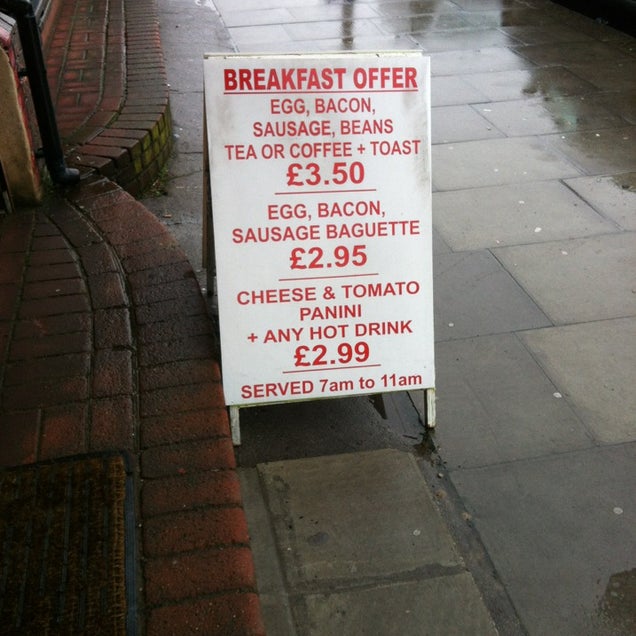 BREAKFAST OFFER
EGG, BACON,
SAUSAGE, BEANS
TEA OR COFFEE + TOAST
£3.50
EGG, BACON,
SAUSAGE BAGUETTE
£2.95
CHEESE & TOMATO
PANINI
+ ANY HOT DRINK
£2.99
SERVED 7am to 11am